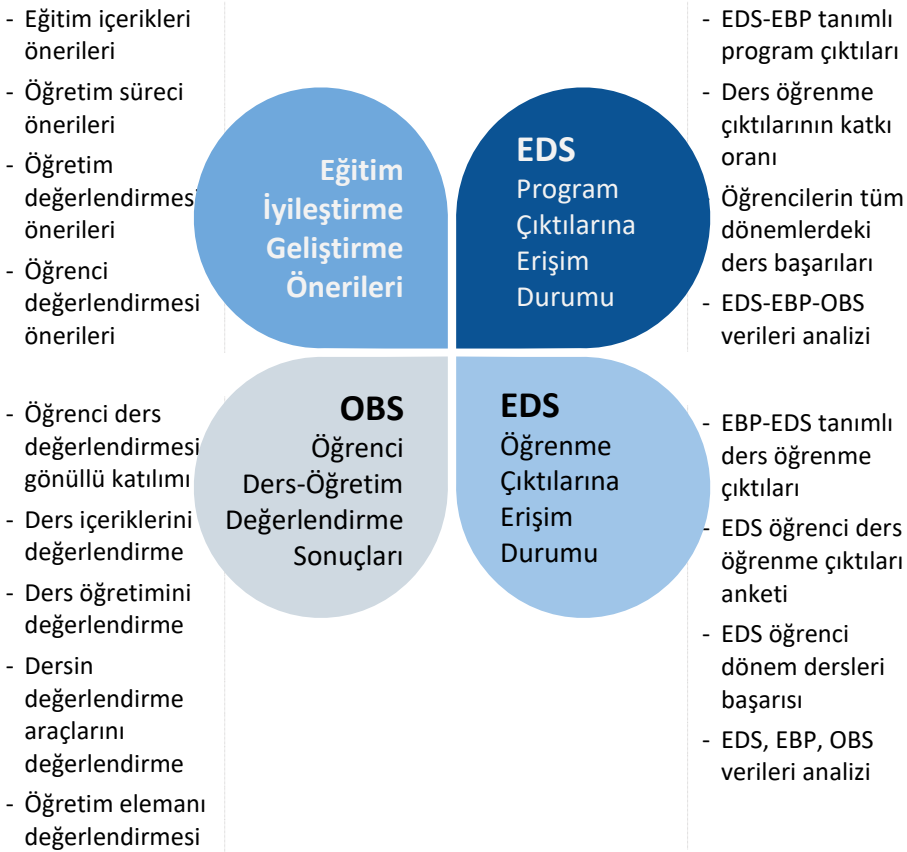 - Eğitim içerikleri
önerileri
- Öğretim süreci
önerileri
- Öğretim
değerlendirmesi
önerileri
- Öğrenci
değerlendirmesi
önerileri
Eğitim
İyileştirme
Geliştirme
Önerileri
EDS
Program
Çıktılarına
Erişim
Durumu
- EDS-EBP tanımlı
program çıktıları
- Ders öğrenme
çıktılarının katkı
oranı
Öğrencilerin tüm
dönemlerdeki
ders başarıları
- EDS-EBP-OBS
verileri analizi
- Öğrenci ders
değerlendirmesi
gönüllü katılımı
- Ders içeriklerini
değerlendirme
- Ders öğretimini
değerlendirme
- Dersin
değerlendirme
araçlarını
değerlendirme
- Öğretim elemanı
değerlendirmesi
OBS
Öğrenci
Ders-Öğretim
Değerlendirme
Sonuçları
EDS
Öğrenme
Çıktılarına
Erişim
Durumu
- EBP-EDS tanımlı
ders öğrenme
çıktıları
- EDS öğrenci ders
öğrenme çıktıları
anketi
- EDS öğrenci
dönem dersleri
başarısı
- EDS, EBP, OBS
verileri analizi